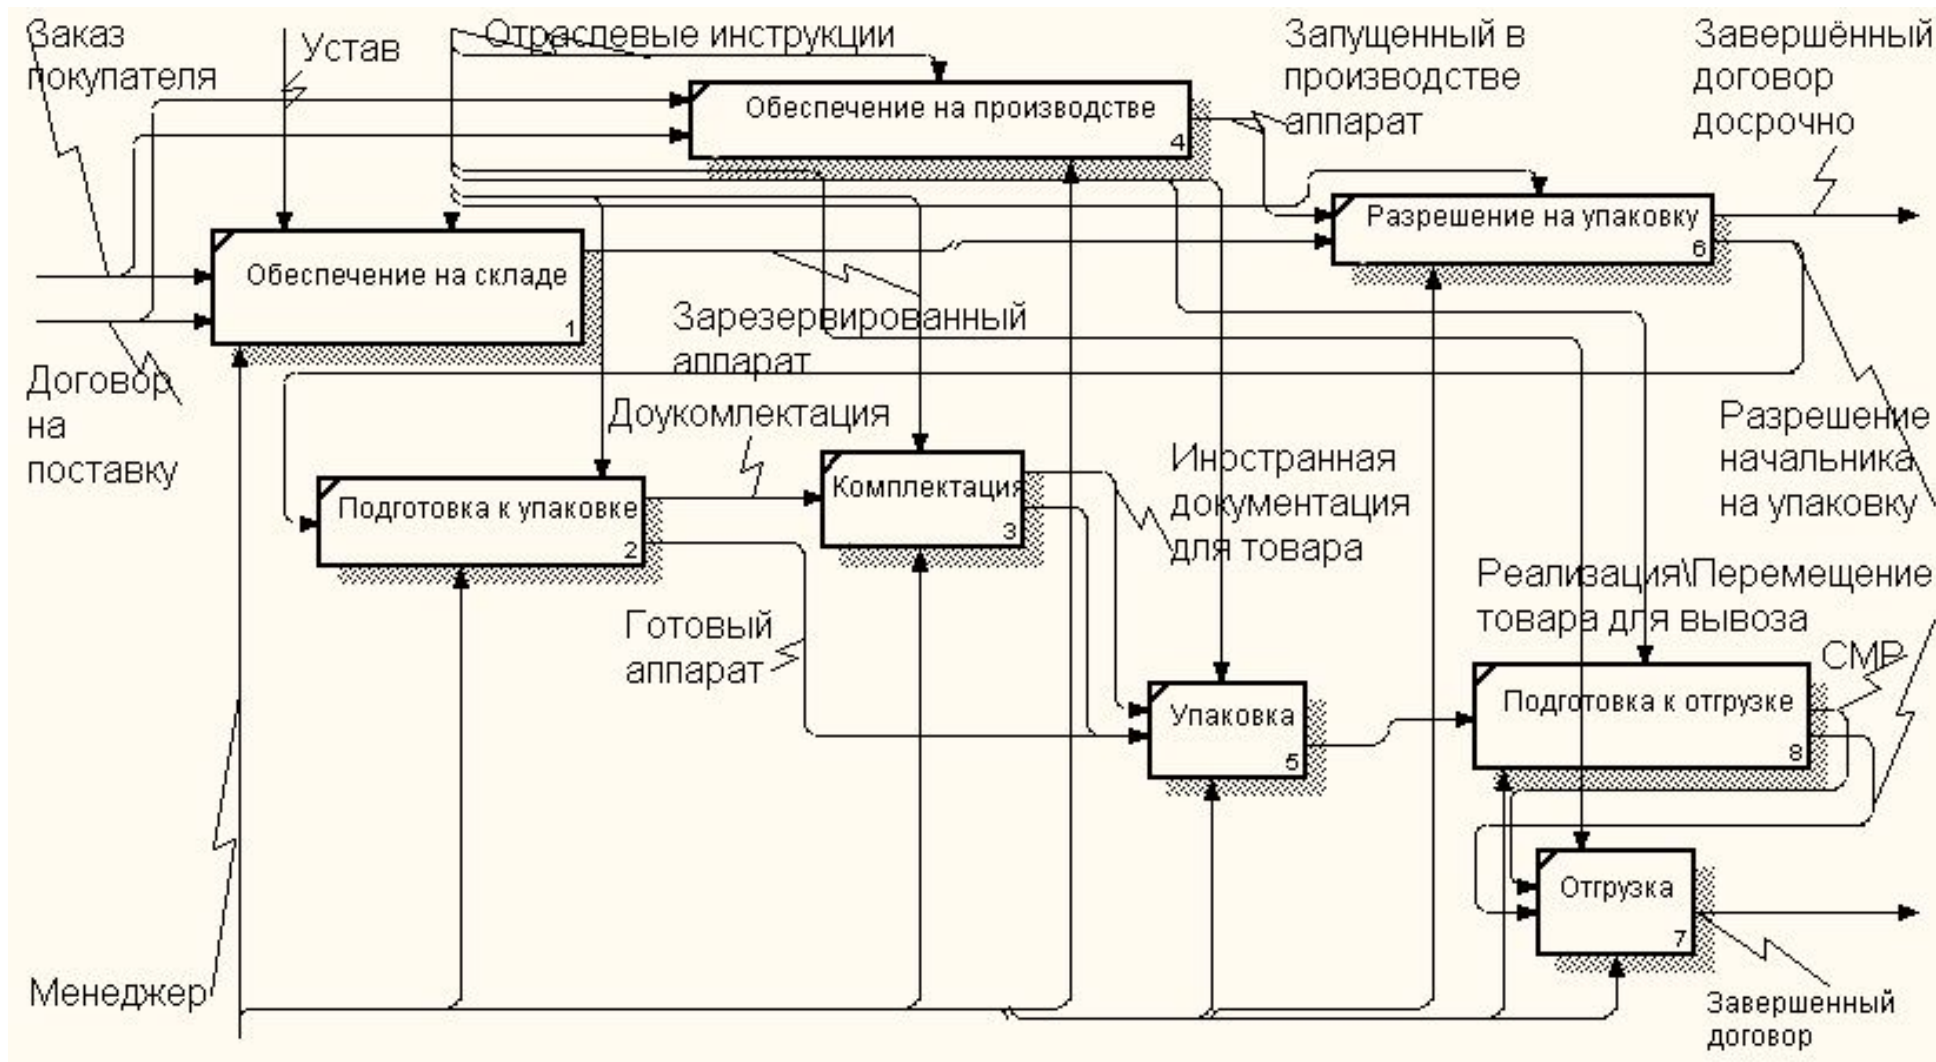 Заказ
покупателя
Устав
Отраслевые инструкции
Запущенный в
производстве
аппарат
Завершённый
договор
досрочно
Обеспечение на производстве
4
Разрешение на упаковку
6
Обеспечение на складе
1
Зарезервированный
аппарат
Договор
на
поставку
Доукомлектация
Разрешение
начальника
на упаковку
Иностранная
документация
для товара
Подготовка к упаковке
2
Комплектация
3
Готовый
аппарат
Реализация\Перемещение
товара для вывоза
СМР
Упаковка
5
Подготовка к отгрузке
8
Отгрузка
7
Менеджер
Завершенный
договор